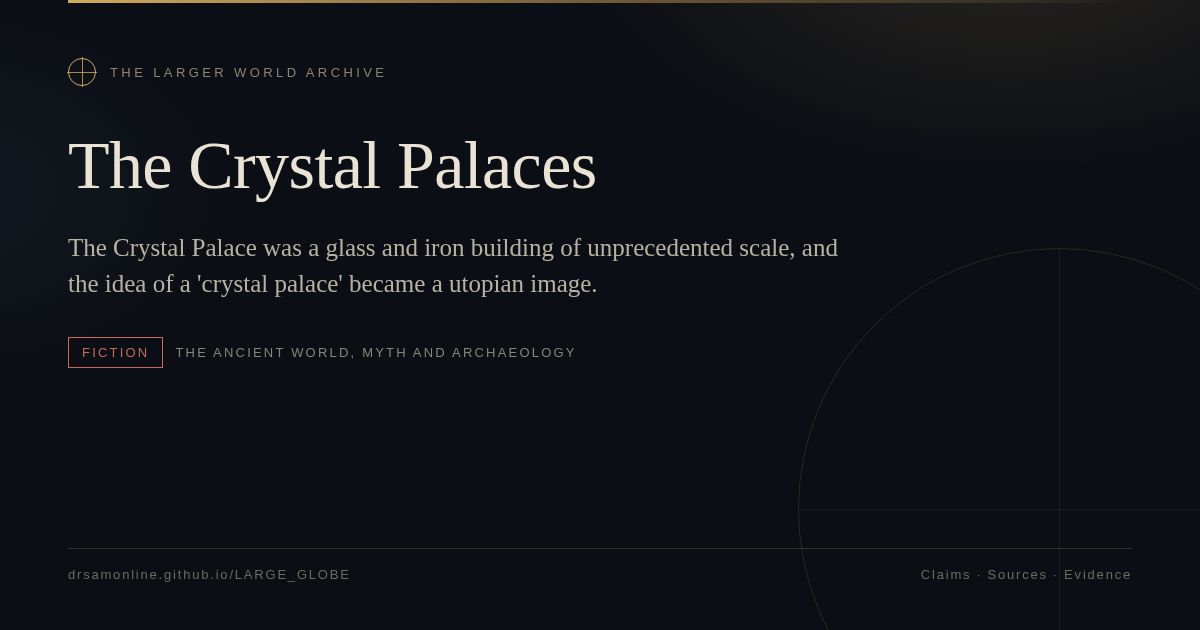 THE LARGER WORLD ARCHIVE
The Crystal Palaces
The Crystal Palace was a glass and iron building of unprecedented scale, and
the idea of a 'crystal palace' became a utopian image.
FICTION THE ANCIENT WORLD, MYTH AND ARCHAEOLOGY
drsamonline.github.io/LARGE_GLOBE Claims · Sources · Evidence